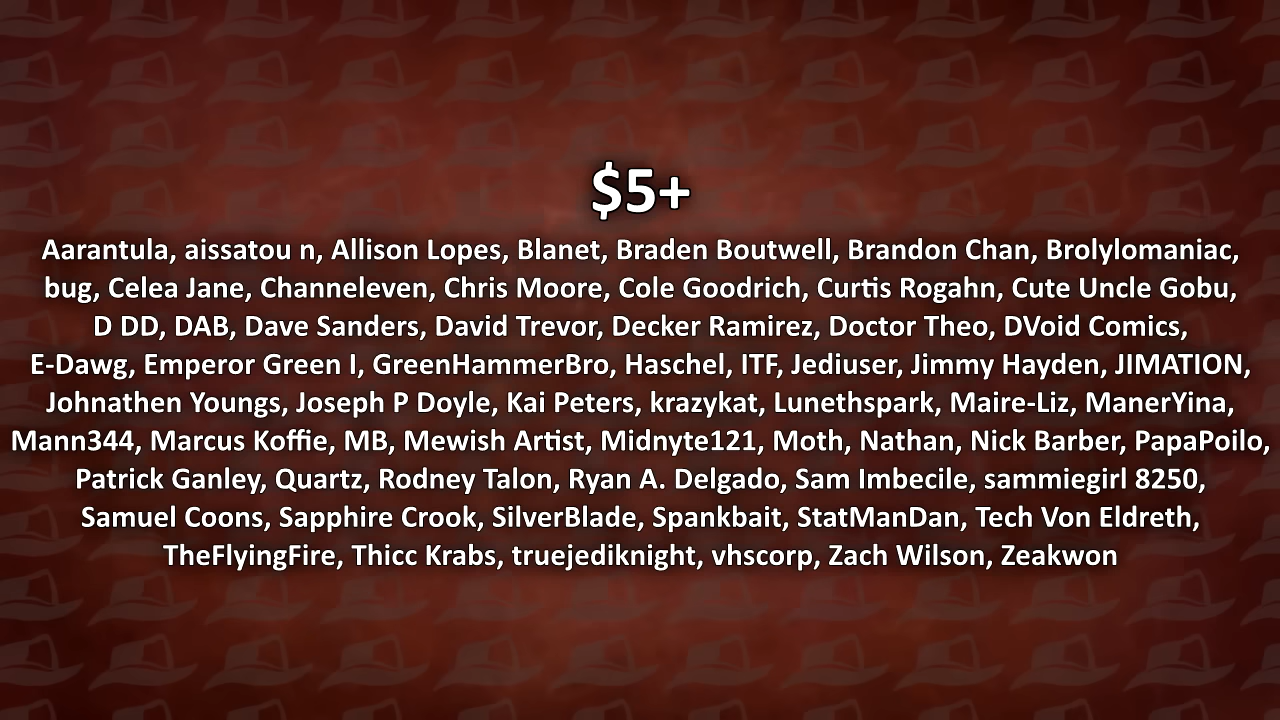 $5+
Aarantula, aissatou n, Allison Lopes, Blanet, Braden Boutwell, Brandon Chan, Brolylomaniac,
bug, Celea Jane, Channeleven, Chris Moore, Cole Goodrich, Curtis Rogahn, Cute Uncle Gobu,
D DD, DAB, Dave Sanders, David Trevor, Decker Ramirez, Doctor Theo, DVoid Comics,
E-Dawg, Emperor Green I, GreenHammerBro, Haschel, ITF, Jediuser, Jimmy Hayden, JIMATION,
Johnathen Youngs, Joseph P Doyle, Kai Peters, krazykat, Lunethspark, Maire-Liz, ManerYina,
Mann344, Marcus Koffie, MB, Mewish Artist, Midnyte121, Moth, Nathan, Nick Barber, PapaPoilo,
Patrick Ganley, Quartz, Rodney Talon, Ryan A. Delgado, Sam Imbecile, sammiegirl 8250,
Samuel Coons, Sapphire Crook, SilverBlade, Spankbait, StatManDan, Tech Von Eldreth,
TheFlyingFire, Thicc Krabs, truejediknight, vhscorp, Zach Wilson, Zeakwon